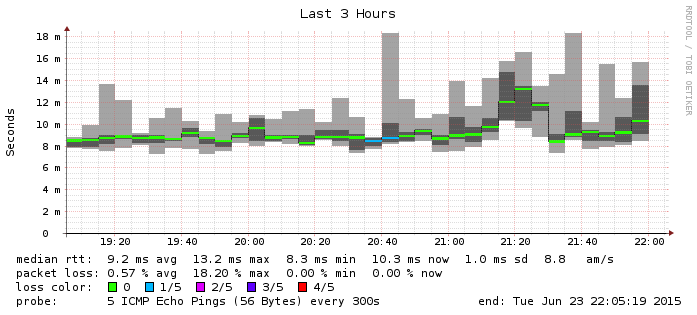 Last 3 Hours
RRDTOOL / TOBI OETIKER
Seconds
18 m
16 m
14 m
12 m
10 m
8 m
6 m
4 m
2 m
0
19:20 19:40 20:00 20:20 20:40 21:00 21:20 21:40 22:00
median rtt: 9.2 ms avg 13.2 ms max 8.3 ms min 10.3 ms now 1.0 ms sd 8.8 am/s
packet loss: 0.57 % avg 18.20 % max 0.00 % min 0.00 % now
loss color: 0 1/5 2/5 3/5 4/5
probe: 5 ICMP Echo Pings (56 Bytes) every 300s end: Tue Jun 23 22:05:19 2015